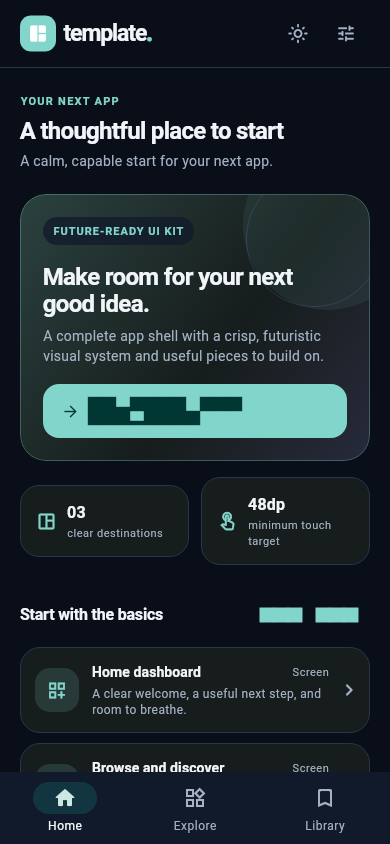 template.
YOUR NEXT APP
A thoughtful place to start
A calm, capable start for your next app.
FUTURE-READY UI KIT
Make room for your next
good idea.
A complete app shell with a crisp, futuristic
visual system and useful pieces to build on.
03
clear destinations
48dp
minimum touch
target
Start with the basics
Home dashboard
Screen
A clear welcome, a useful next step, and
room to breathe.
Browse and discover
Screen
Home
Explore
Library